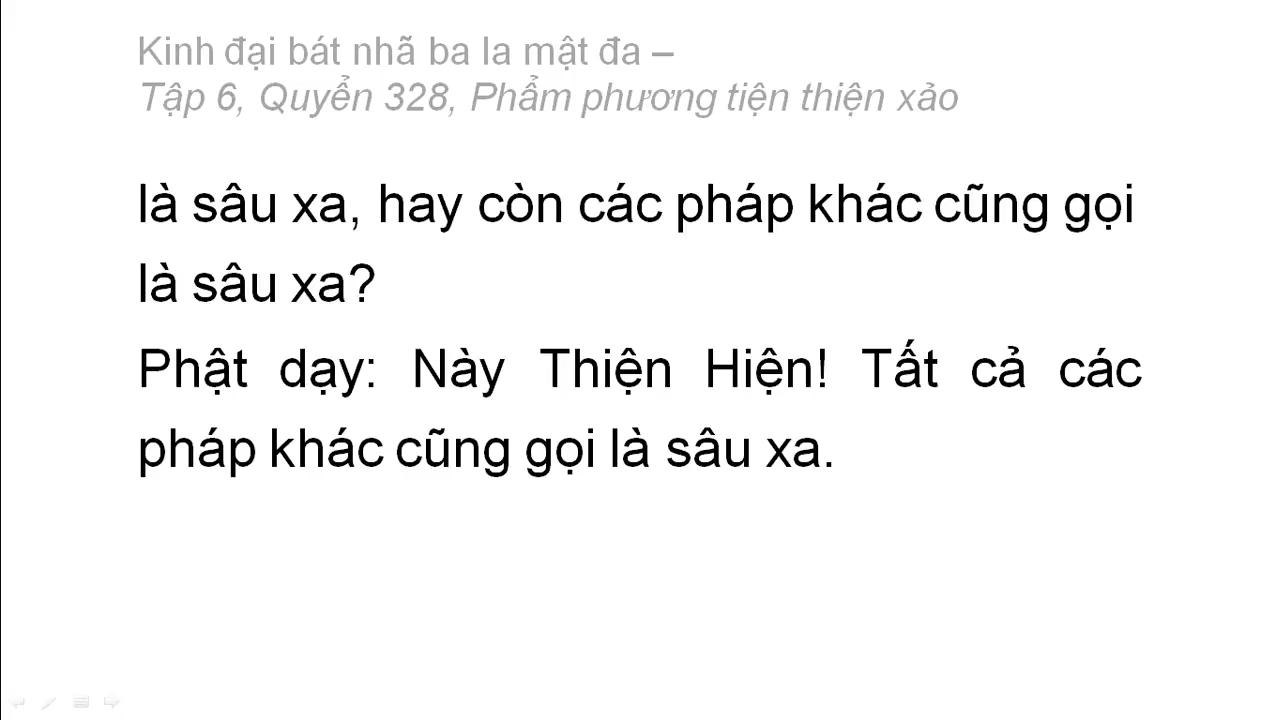 Kinh đại bát nhã ba la mật đa –
Tập 6, Quyển 328, Phẩm phương tiện thiện xảo
là sâu xa, hay còn các pháp khác cũng gọi
là sâu xa?
Phật dạy: Này Thiện Hiện! Tất cả các
pháp khác cũng gọi là sâu xa.